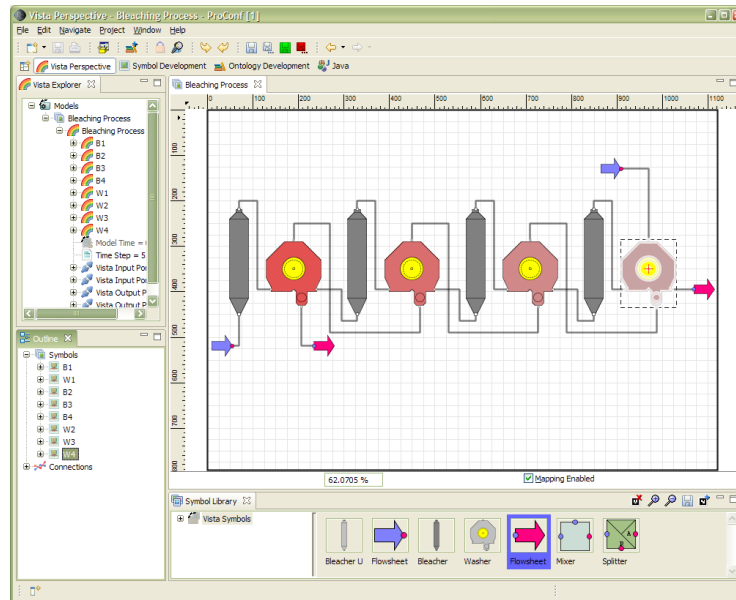 Vista Perspective - Bleaching Process - ProConf [1]
File Edit Navigate Project Window Help
Vista Perspective Symbol Development Ontology Development Java
Vista Explorer
Models
Bleaching Process
Bleaching Process
B1
B2
B3
B4
W1
W2
W3
W4
Model Time =
Time Step = 5
Vista Input Por
Vista Input Por
Vista Output P
Vista Output P
Outline
Symbols
B1
W1
B2
B3
B4
W2
W3
W4
Connections
Bleaching Process
0 100 200 300 400 500 600 700 800 900 1000 1100
100
200
300
400
500
600
700
800
62.0705 %
Mapping Enabled
Symbol Library
Vista Symbols
Bleacher U Flowsheet Bleacher Washer Flowsheet Mixer Splitter